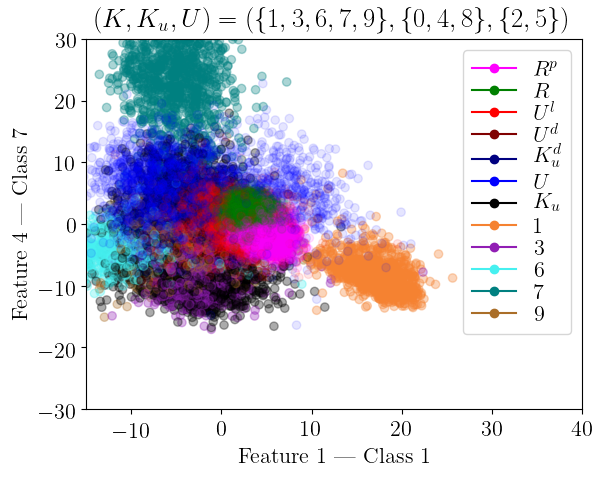 (K, K_u, U) = ({1, 3, 6, 7, 9}, {0, 4, 8}, {2, 5})
30
20
10
0
−10
−20
−30
Feature 4 — Class 7
−10
0
10
20
30
40
Feature 1 — Class 1
R^p
R
U^l
U^d
K_u^d
U
K_u
1
3
6
7
9